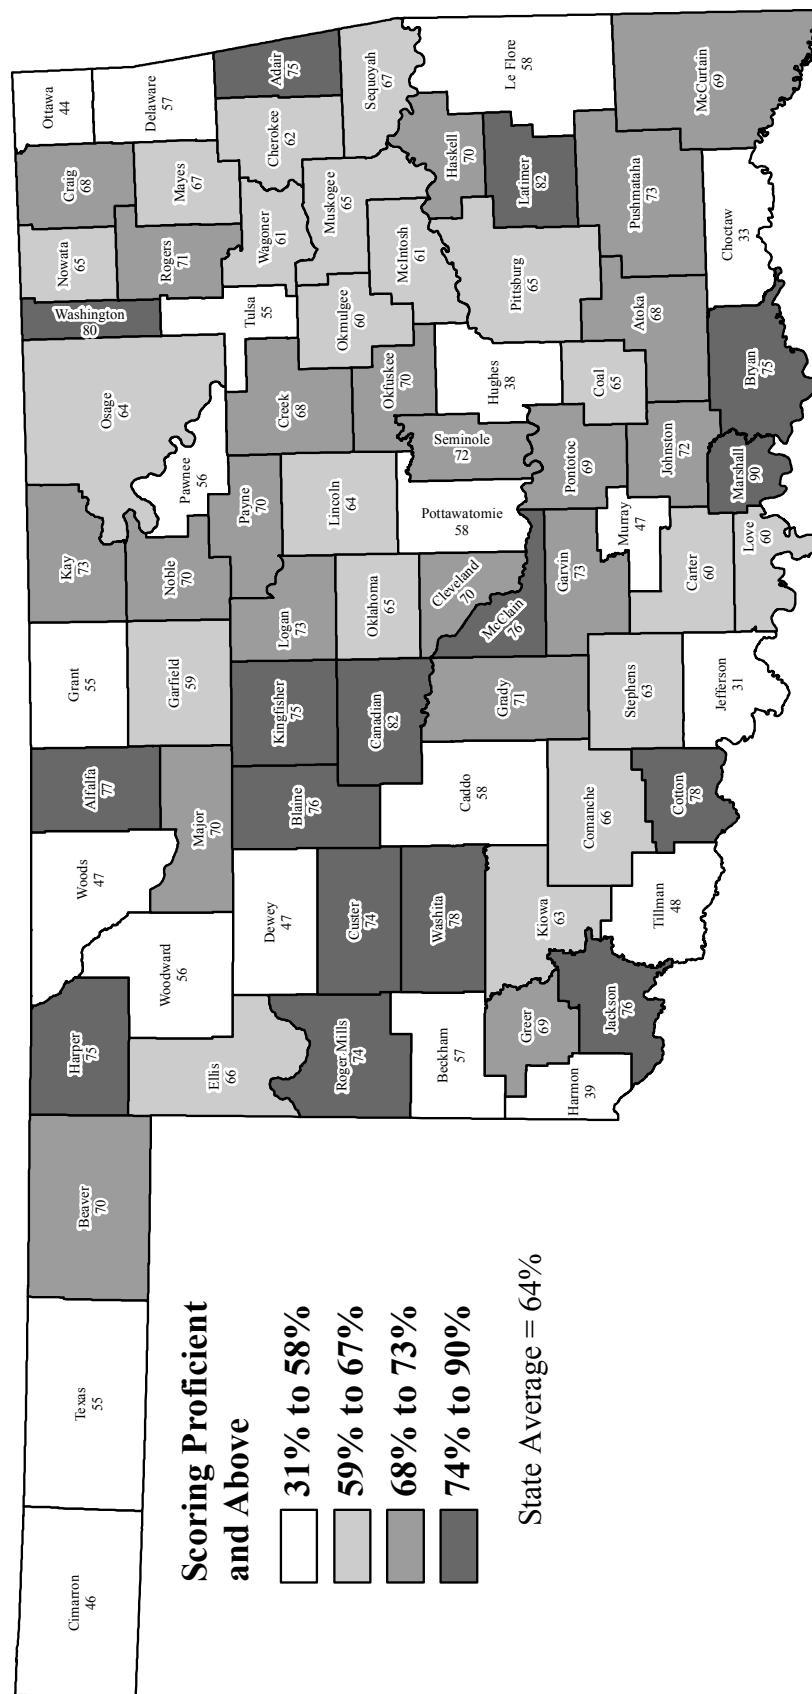 Cimarron
46
Texas
55
Beaver
70
Harper
75
Woods
47
Alfalfa
77
Grant
55
Kay
73
Osage
64
Washington
80
Nowata
65
Craig
68
Ottawa
44
Ellis
66
Woodward
56
Major
70
Garfield
59
Noble
70
Pawnee
56
Rogers
71
Mayes
67
Delaware
57
Roger Mills
74
Dewey
47
Blaine
76
Kingfisher
75
Logan
73
Payne
70
Creek
68
Tulsa
55
Wagoner
61
Cherokee
62
Adair
75
Custer
74
Canadian
82
Oklahoma
65
Lincoln
64
Okfuskee
70
Okmulgee
60
Muskogee
65
Sequoyah
67
Beckham
57
Washita
78
Caddo
58
Grady
71
McClain
76
Cleveland
70
Pottawatomie
58
Seminole
72
Hughes
38
McIntosh
61
Haskell
70
Le Flore
58
Harmon
39
Greer
69
Kiowa
63
Comanche
66
Stephens
63
Garvin
73
Pontotoc
69
Coal
65
Pittsburg
65
Latimer
82
Jackson
76
Tillman
48
Cotton
78
Jefferson
31
Carter
60
Murray
47
Johnston
72
Atoka
68
Pushmataha
73
McCurtain
69
Love
60
Marshall
90
Bryan
75
Choctaw
33
Scoring Proficient
and Above
31% to 58%
59% to 67%
68% to 73%
74% to 90%
State Average = 64%